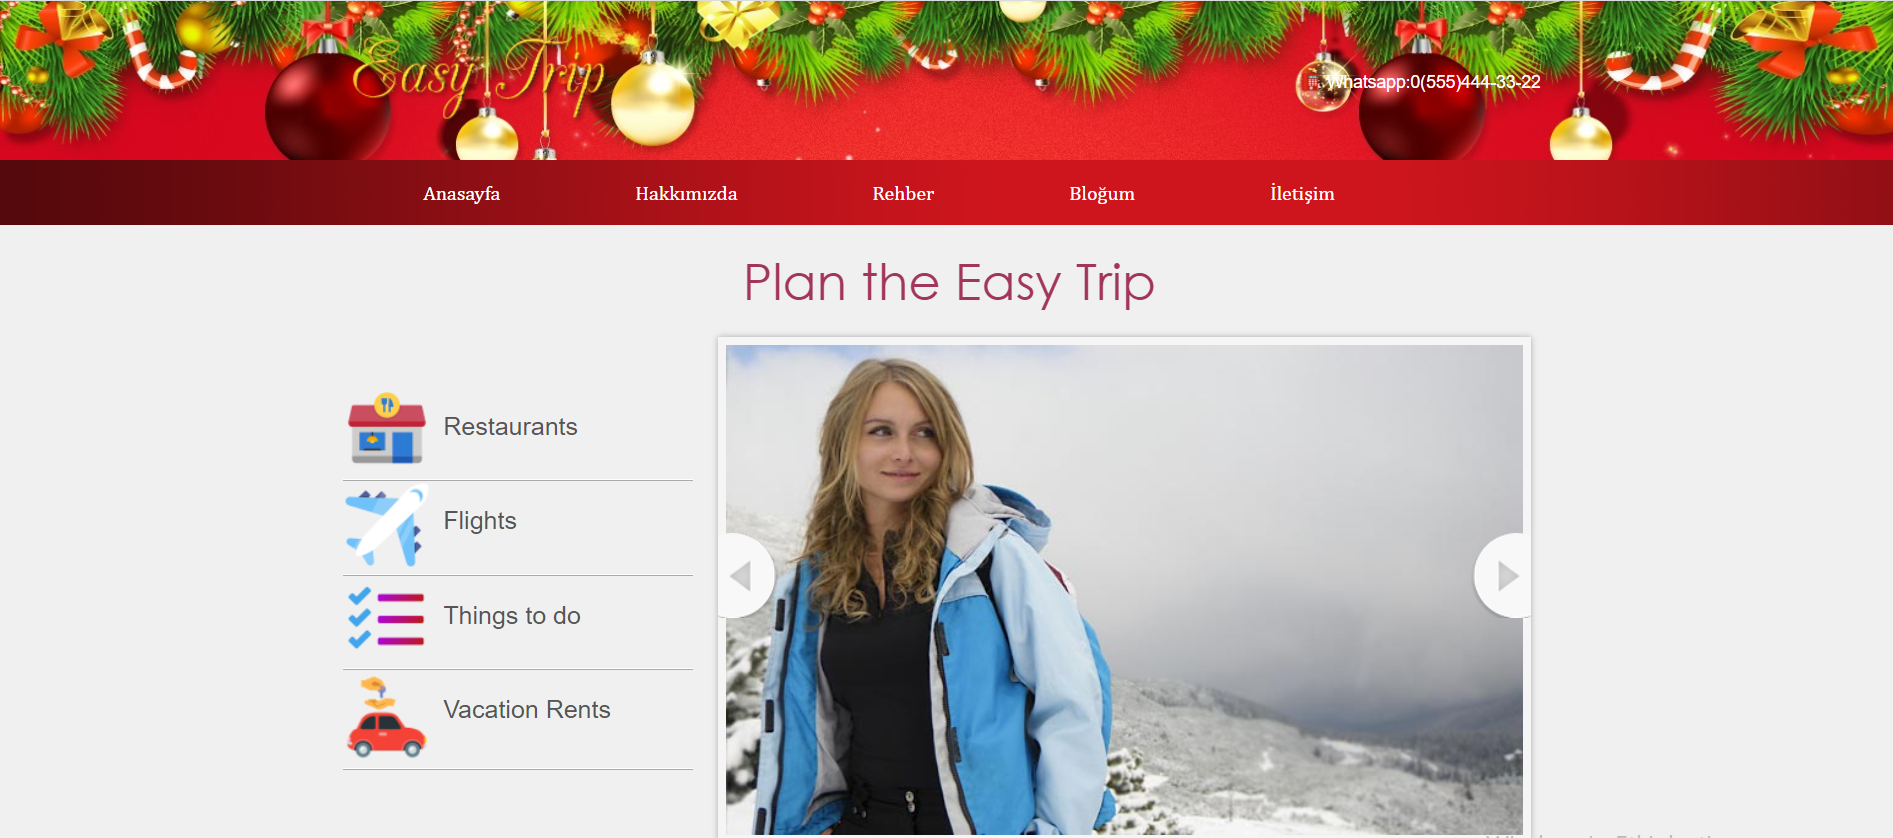 Easy Trip
Whatsapp:0(555)444-33-22
Anasayfa
Hakkımızda
Rehber
Bloğum
İletişim
Plan the Easy Trip
Restaurants
Flights
Things to do
Vacation Rents